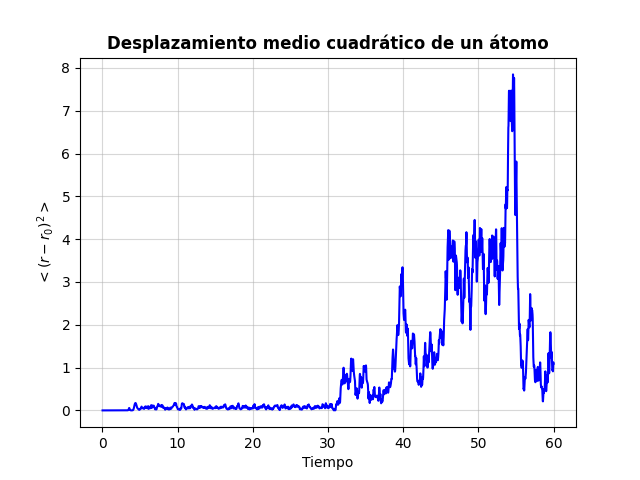 Desplazamiento medio cuadrático de un átomo
8
7
6
5
4
3
2
1
0
< (r − r₀)² >
0 10 20 30 40 50 60
Tiempo